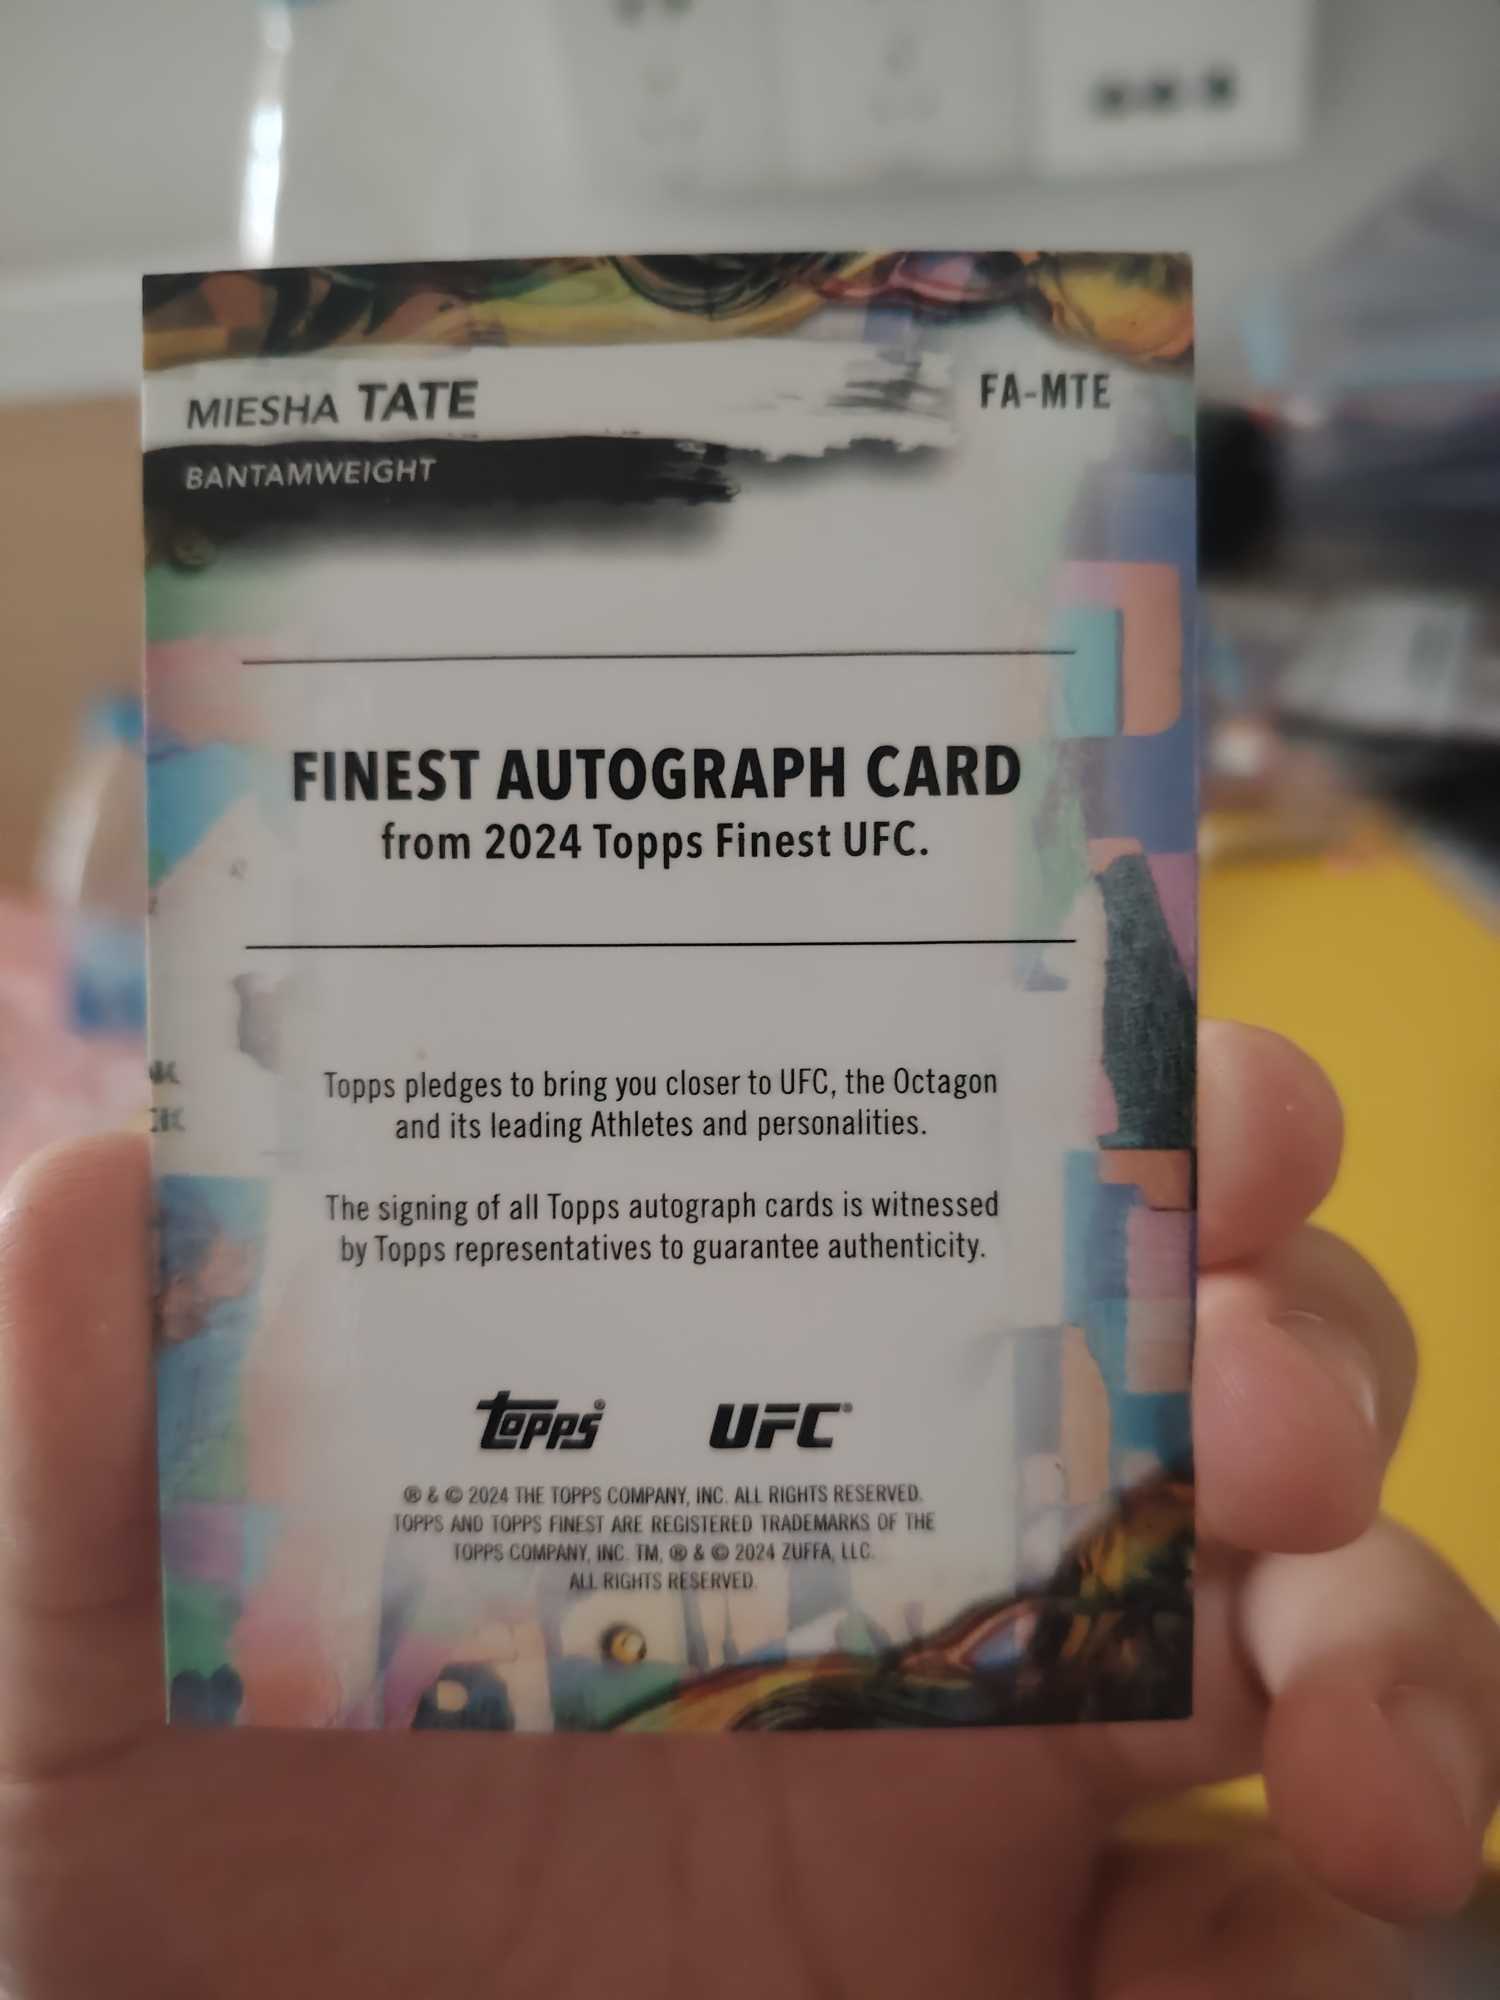 MIESHA TATE
FA-MTE
BANTAMWEIGHT
FINEST AUTOGRAPH CARD
from 2024 Topps Finest UFC.
Topps pledges to bring you closer to UFC, the Octagon
and its leading Athletes and personalities.
The signing of all Topps autograph cards is witnessed
by Topps representatives to guarantee authenticity.
topps® UFC®
® & © 2024 THE TOPPS COMPANY, INC. ALL RIGHTS RESERVED.
TOPPS AND TOPPS FINEST ARE REGISTERED TRADEMARKS OF THE
TOPPS COMPANY, INC. TM, ® & © 2024 ZUFFA, LLC.
ALL RIGHTS RESERVED.